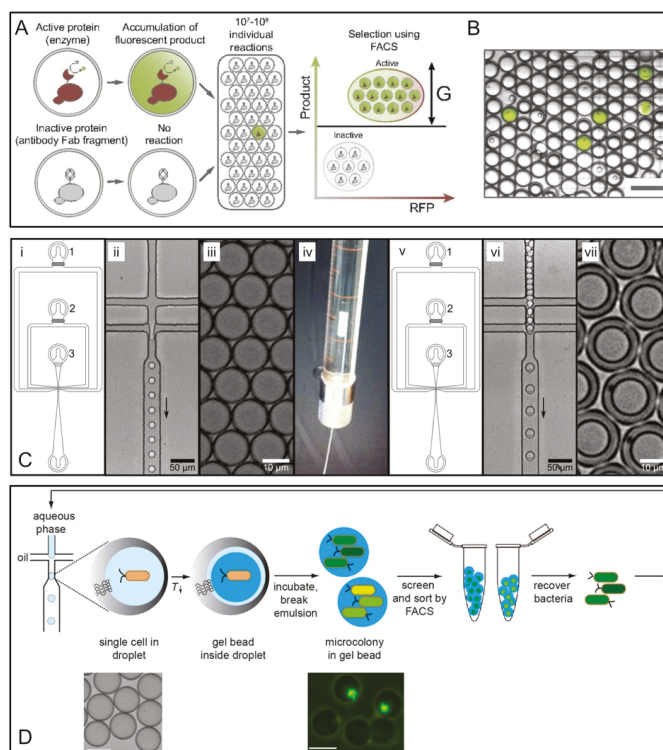 A
Active protein
(enzyme)
Accumulation of
fluorescent product
10⁷-10⁸
individual
reactions
Selection using
FACS
Active
Product
G
Inactive protein
(antibody Fab fragment)
No
reaction
Inactive
RFP
B
i
1
2
3
ii
50 µm
iii
10 µm
iv
v
1
2
3
vi
50 µm
vii
10 µm
C
aqueous
phase
oil
T↓
incubate,
break
emulsion
screen
and sort by
FACS
recover
bacteria
single cell in
droplet
gel bead
inside droplet
microcolony
in gel bead
D